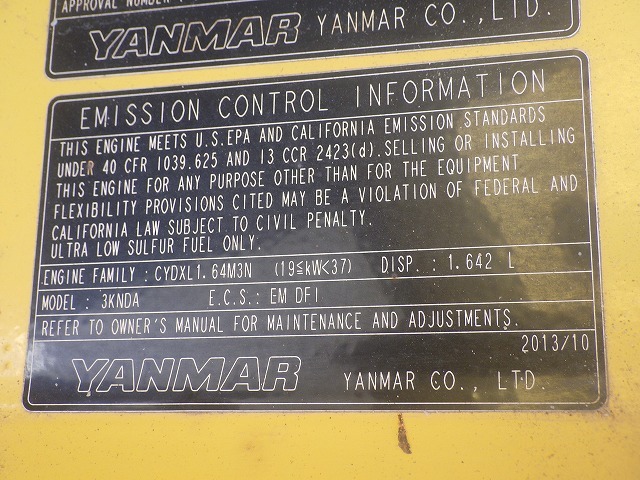 APPROVAL NUMBER
YANMAR YANMAR CO.,LTD.
EMISSION CONTROL INFORMATION
THIS ENGINE MEETS U.S.EPA AND CALIFORNIA EMISSION STANDARDS
UNDER 40 CFR 1039.625 AND 13 CCR 2423(d).SELLING OR INSTALLING
THIS ENGINE FOR ANY PURPOSE OTHER THAN FOR THE EQUIPMENT
FLEXIBILITY PROVISIONS CITED MAY BE A VIOLATION OF FEDERAL AND
CALIFORNIA LAW SUBJECT TO CIVIL PENALTY.
ULTRA LOW SULFUR FUEL ONLY.
ENGINE FAMILY : CYDXL1.64M3N (19≦kW<37) DISP. : 1.642 L
MODEL : 3KNDA E.C.S.: EM DFI
REFER TO OWNER'S MANUAL FOR MAINTENANCE AND ADJUSTMENTS.
2013/10
YANMAR YANMAR CO., LTD.